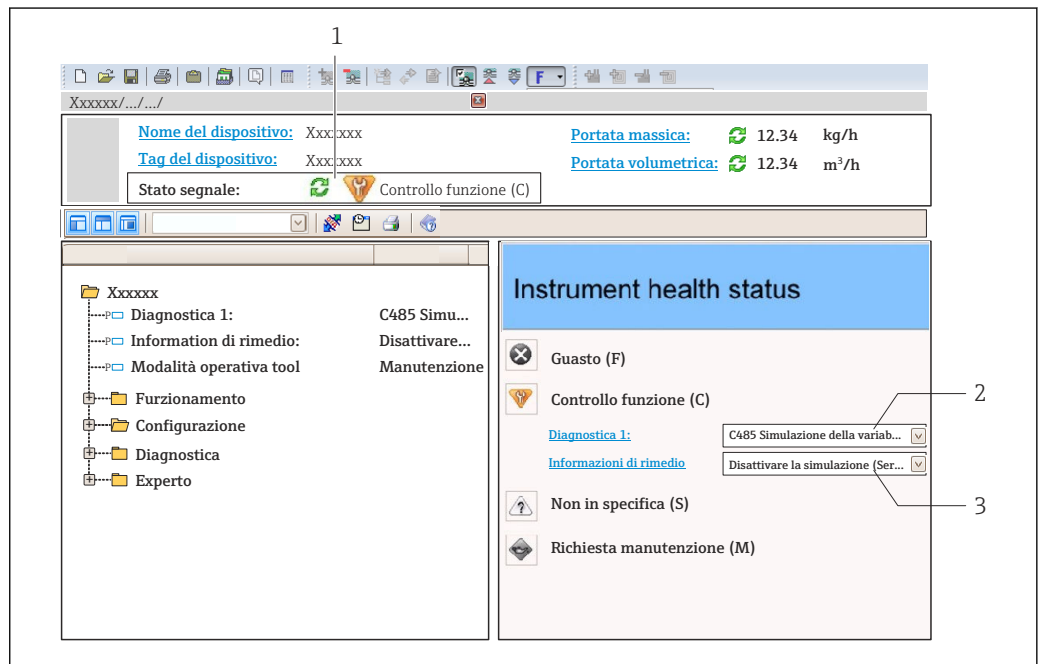 1
F
Xxxxxx/.../.../
Nome del dispositivo: Xxxxxxx
Portata massica: 12.34 kg/h
Tag del dispositivo: Xxxxxxx
Portata volumetrica: 12.34 m³/h
Stato segnale: Controllo funzione (C)
Xxxxxx
P Diagnostica 1: C485 Simu...
P Information di rimedio: Disattivare...
P Modalità operativa tool Manutenzione
Furzionamento
Configurazione
Diagnostica
Experto
Instrument health status
Guasto (F)
Controllo funzione (C)
2
Diagnostica 1: C485 Simulazione della variab...
Informazioni di rimedio Disattivare la simulazione (Ser...
Non in specifica (S)
3
Richiesta manutenzione (M)